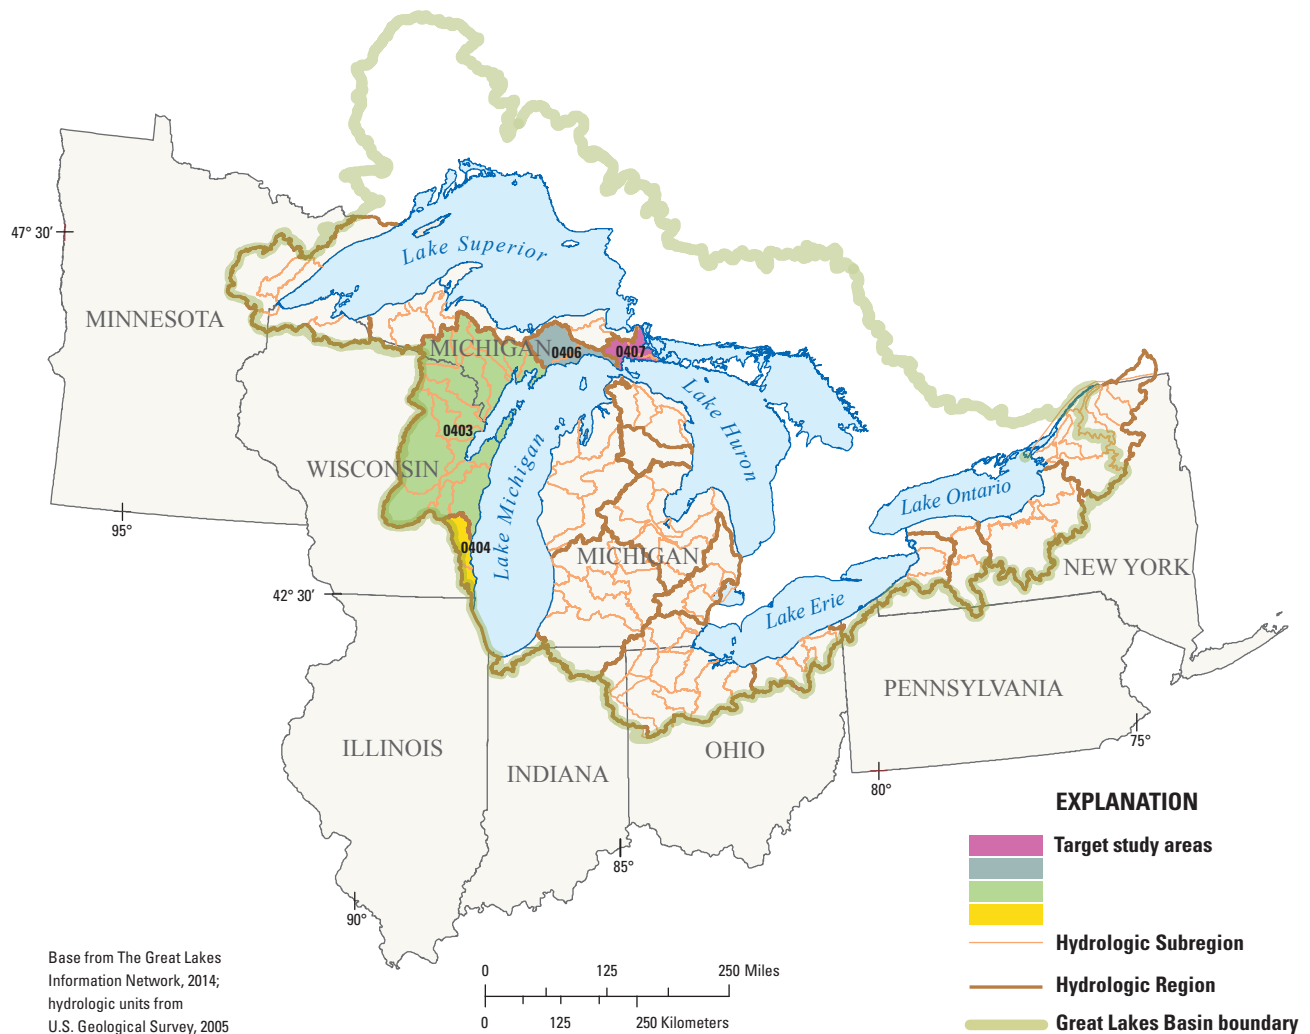 47° 30′
Lake Superior
MINNESOTA
MICHIGAN
0406
0407
Lake Huron
0403
Lake Michigan
WISCONSIN
Lake Ontario
95°
0404
MICHIGAN
NEW YORK
42° 30′
Lake Erie
PENNSYLVANIA
ILLINOIS
INDIANA
OHIO
75°
80°
85°
90°
EXPLANATION
Target study areas
Hydrologic Subregion
Hydrologic Region
Great Lakes Basin boundary
Base from The Great Lakes
Information Network, 2014;
hydrologic units from
U.S. Geological Survey, 2005
0 125 250 Miles
0 125 250 Kilometers